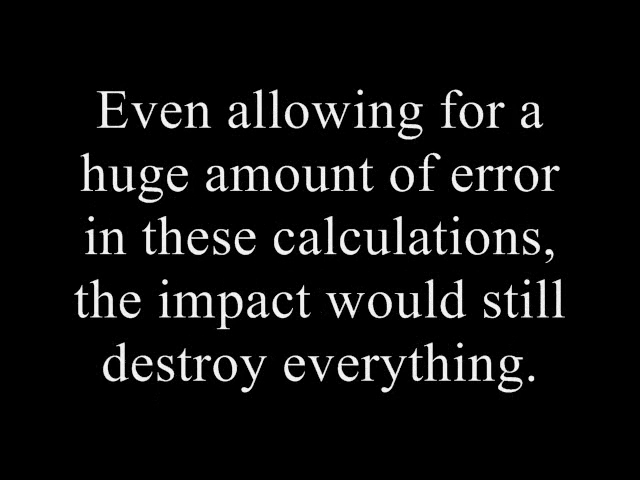 Even allowing for a
huge amount of error
in these calculations,
the impact would still
destroy everything.